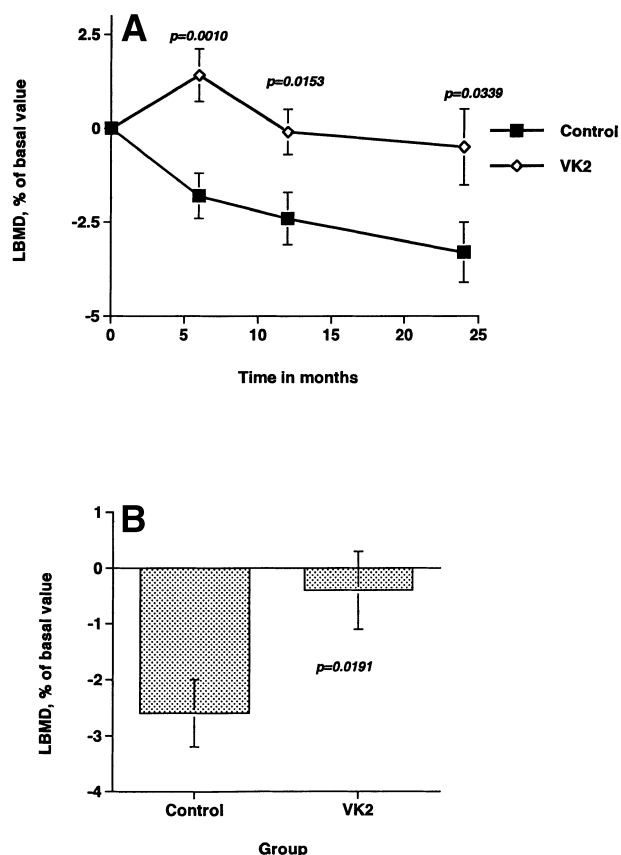 A
p=0.0010
2.5
p=0.0153
p=0.0339
0
Control
VK2
-2.5
-5
0 5 10 15 20 25
LBMD, % of basal value
Time in months
B
1
0
-1
p=0.0191
-2
-3
-4
LBMD, % of basal value
Control VK2
Group